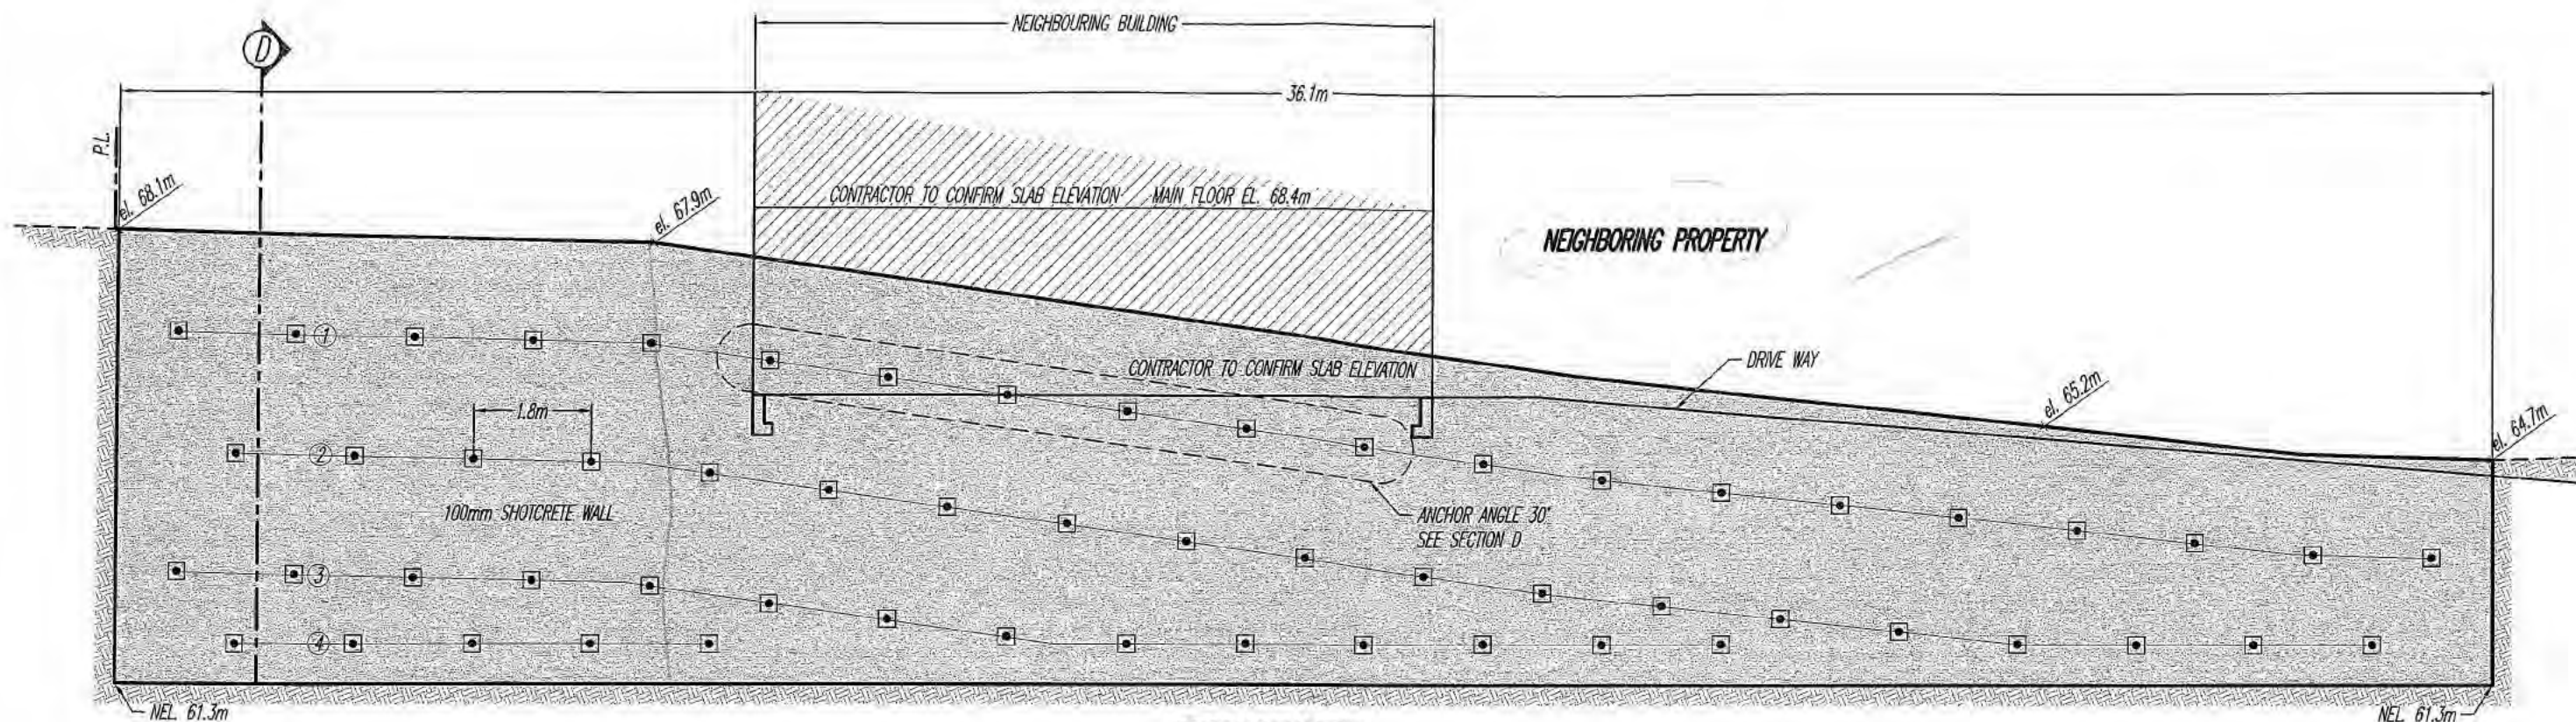 NEIGHBOURING BUILDING
D
36.1m
P.L.
el. 68.1m
el. 67.9m
CONTRACTOR TO CONFIRM SLAB ELEVATION MAIN FLOOR EL. 68.4m
NEIGHBORING PROPERTY
1
CONTRACTOR TO CONFIRM SLAB ELEVATION
DRIVE WAY
1.8m
el. 65.2m
el. 64.7m
2
100mm SHOTCRETE WALL
ANCHOR ANGLE 30°
SEE SECTION D
3
4
NEL. 61.3m
NEL. 61.3m